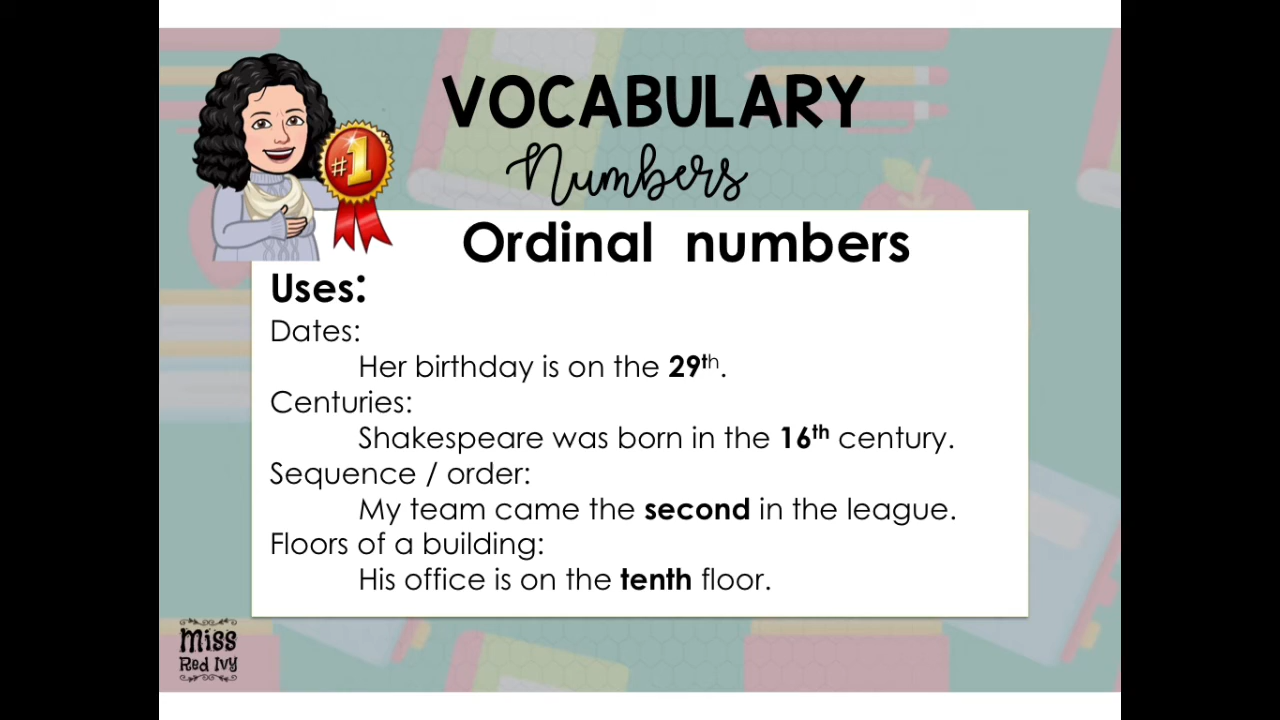 VOCABULARY
Numbers
#1
Ordinal numbers
Uses:
Dates:
Her birthday is on the 29th.
Centuries:
Shakespeare was born in the 16th century.
Sequence / order:
My team came the second in the league.
Floors of a building:
His office is on the tenth floor.
Miss
Red Ivy